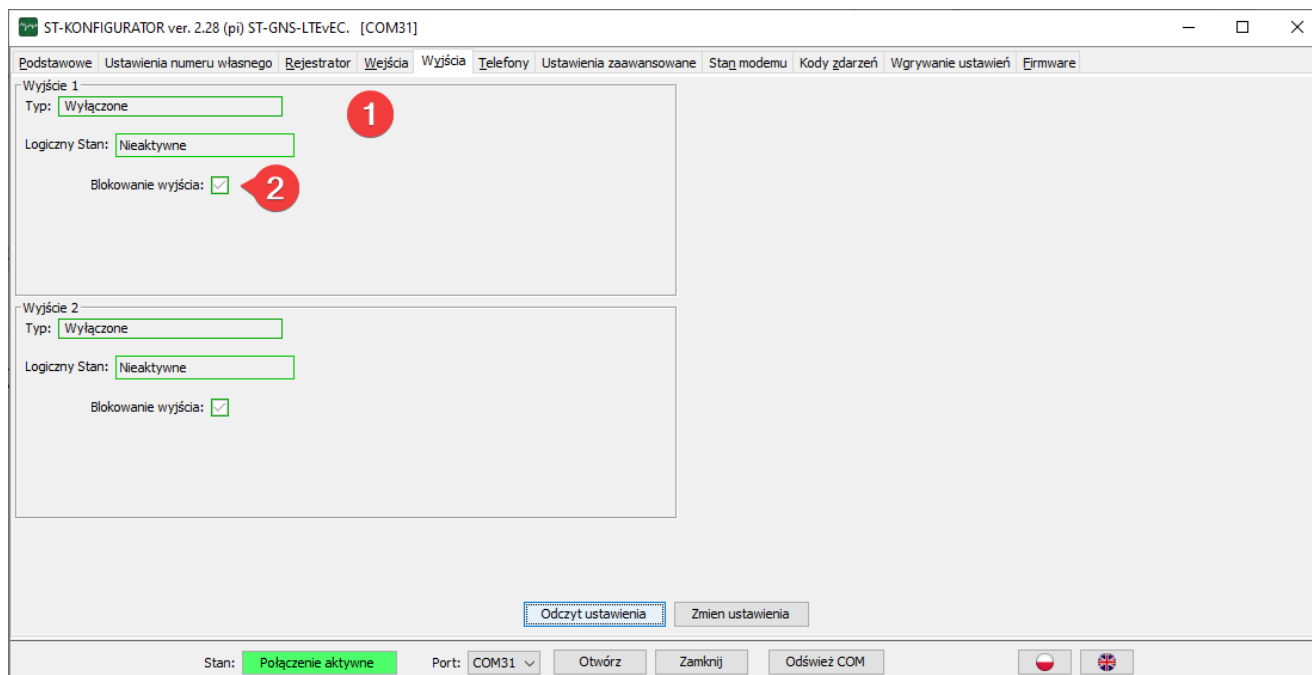 ST-KONFIGURATOR ver. 2.28 (pi) ST-GNS-LTEvEC. [COM31]
Podstawowe Ustawienia numeru własnego Rejestrator Wejścia Wyjścia Telefony Ustawienia zaawansowane Stan modemu Kody zdarzeń Wgrywanie ustawień Firmware
Wyjście 1
Typ: Wyłączone
1
Logiczny Stan: Nieaktywne
Blokowanie wyjścia: 2
Wyjście 2
Typ: Wyłączone
Logiczny Stan: Nieaktywne
Blokowanie wyjścia:
Odczyt ustawienia Zmien ustawienia
Stan: Połączenie aktywne Port: COM31 Otwórz Zamknij Odśwież COM